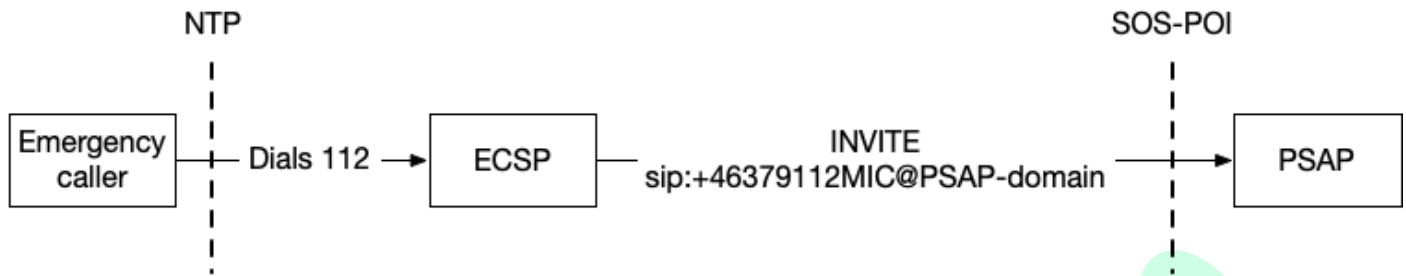 NTP
SOS-POI
Emergency
caller
Dials 112
ECSP
INVITE
sip:+46379112MIC@PSAP-domain
PSAP